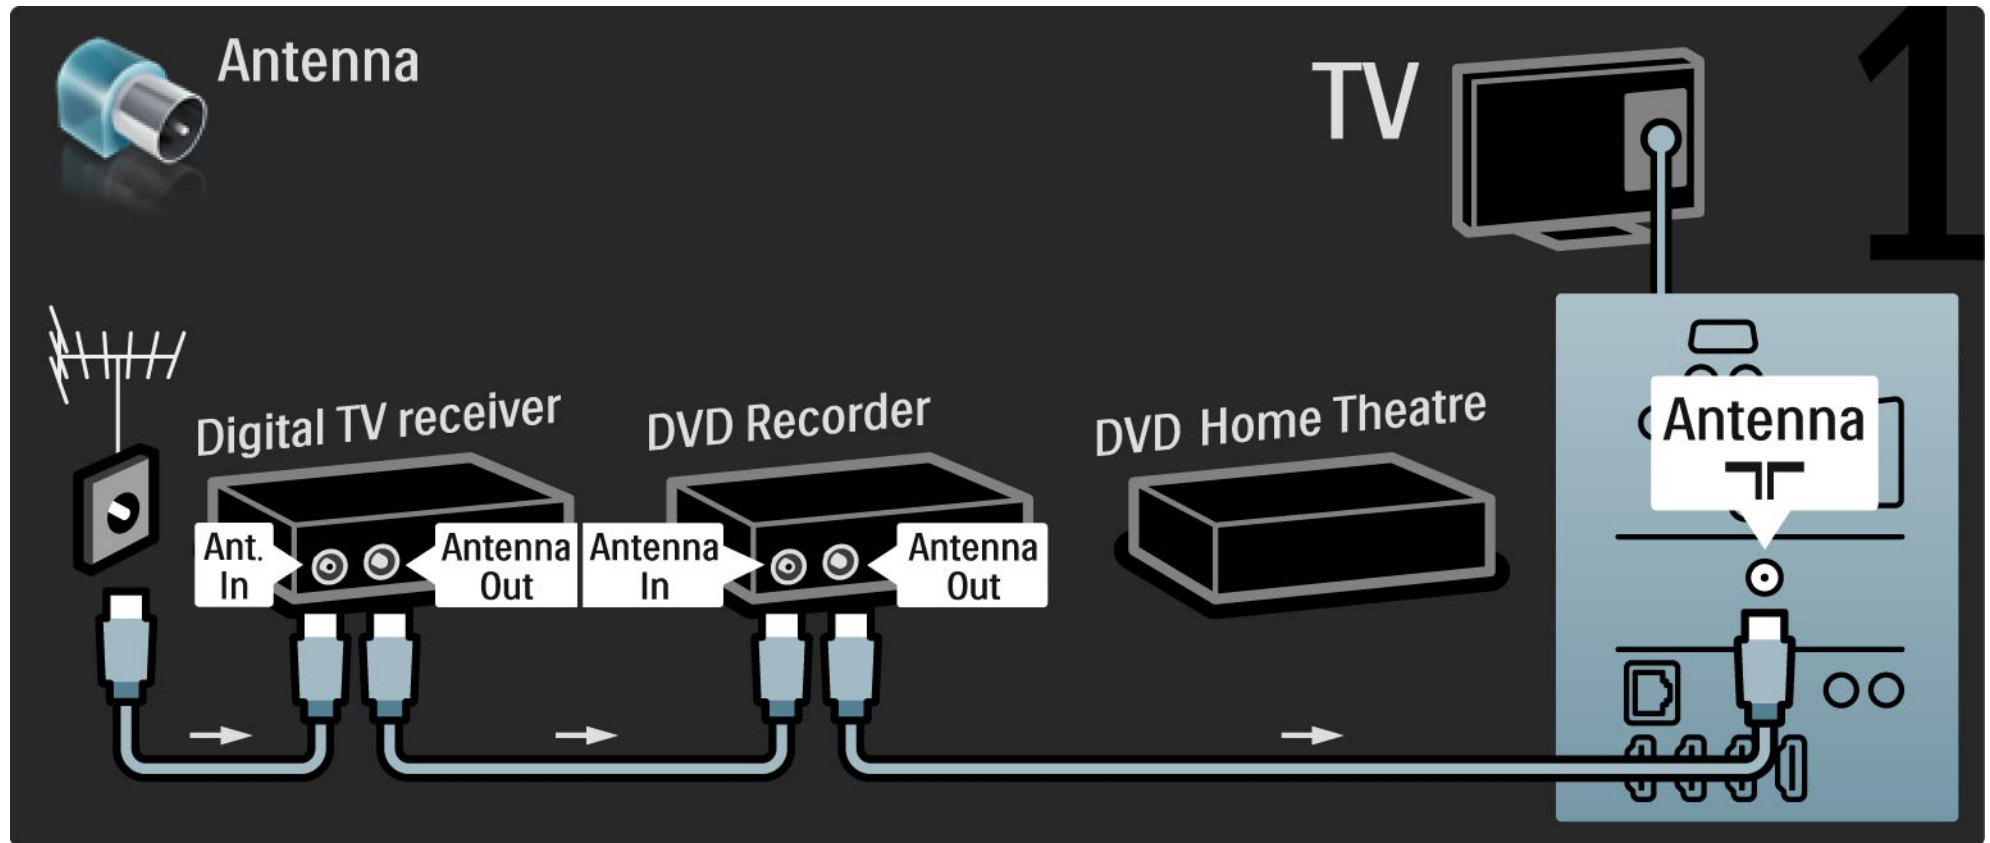 Antenna
TV
1
Digital TV receiver
DVD Recorder
DVD Home Theatre
Antenna
Ant.
In
Antenna
Out
Antenna
In
Antenna
Out